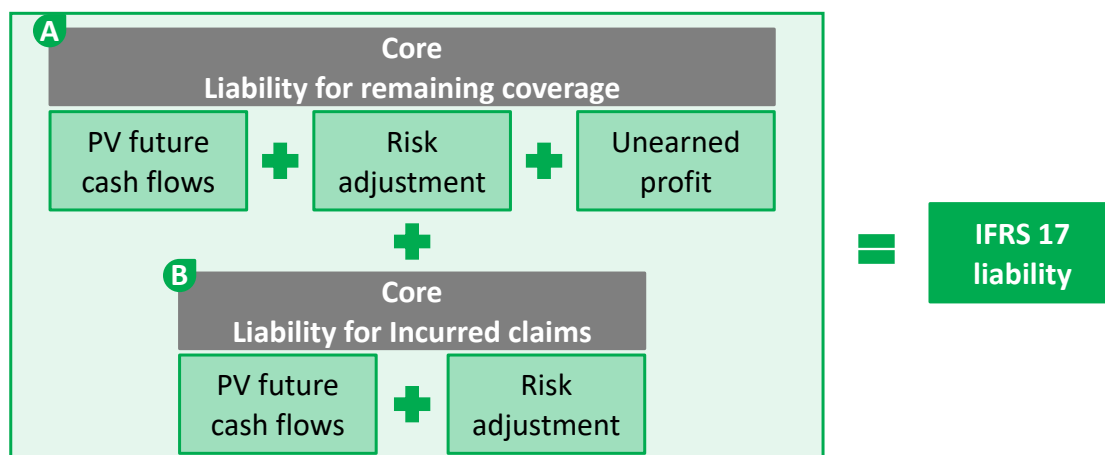 A
Core
Liability for remaining coverage
PV future
cash flows
Risk
adjustment
Unearned
profit
B
Core
Liability for Incurred claims
PV future
cash flows
Risk
adjustment
IFRS 17
liability